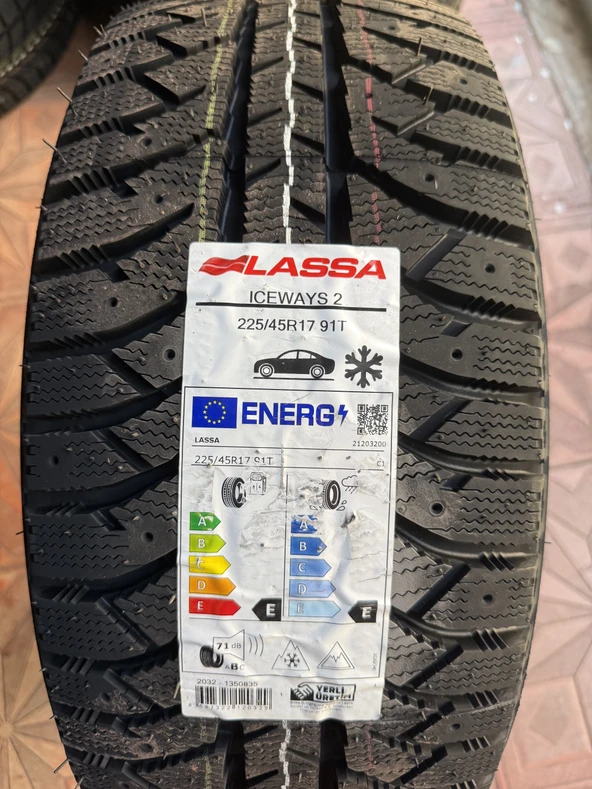 LASSA
ICEWAYS 2
225/45R17 91T
ENERG
LASSA
21203200
225/45R17 91T
C1
A
A
B
B
C
C
D
D
E
E
E
E
71 dB
ABC
2032 - 1350835
YERLİ
ÜRETİM